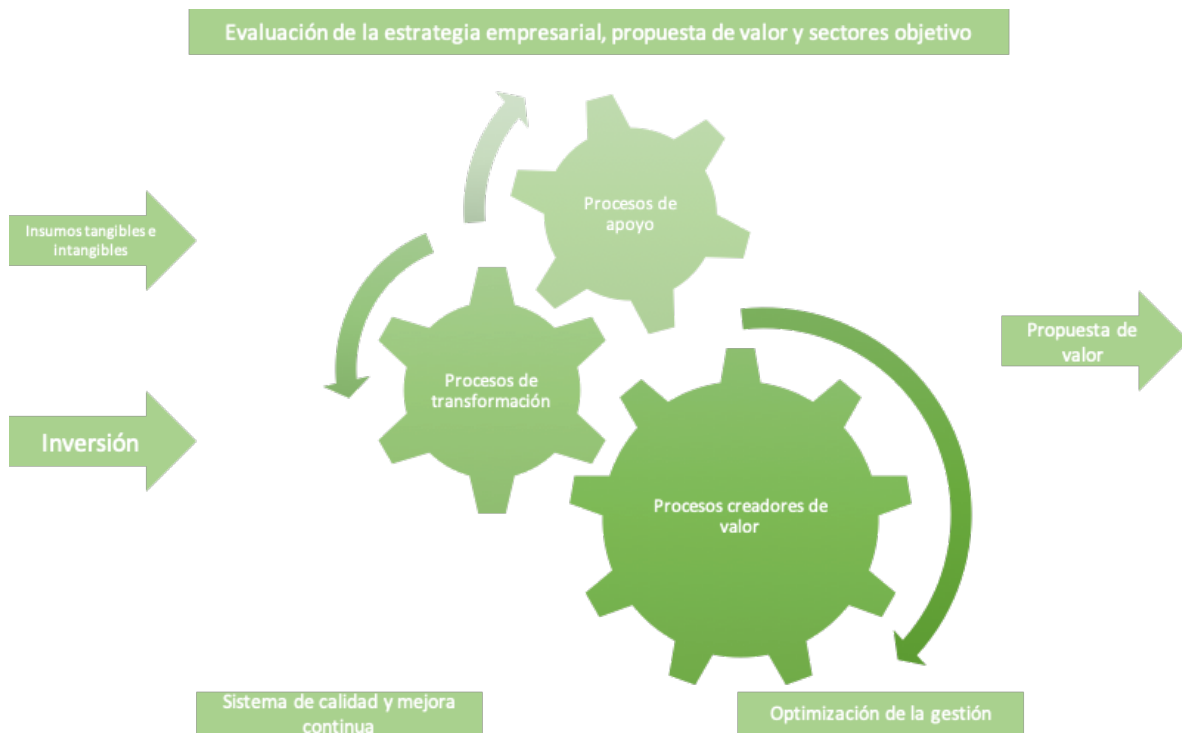 Evaluación de la estrategia empresarial, propuesta de valor y sectores objetivo
Procesos de
apoyo
Insumos tangibles e
intangibles
Propuesta de
valor
Procesos de
transformación
Inversión
Procesos creadores de
valor
Sistema de calidad y mejora
continua
Optimización de la gestión